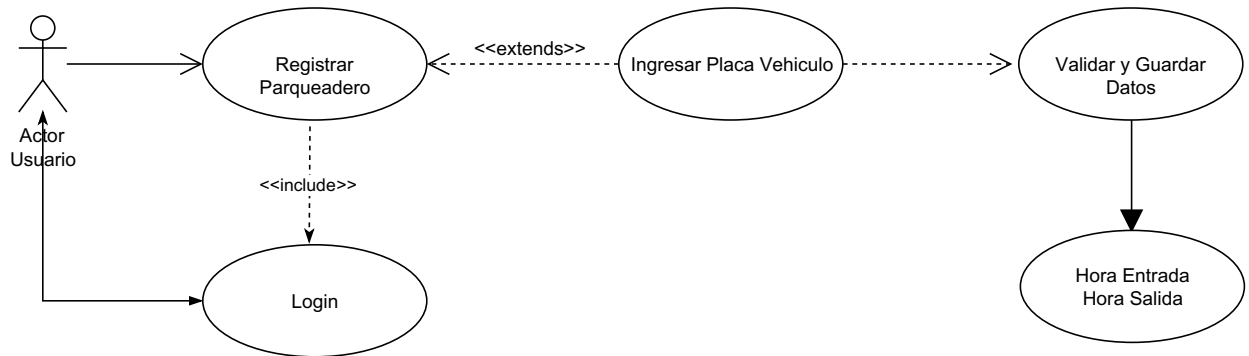 Actor
Usuario
Registrar
Parqueadero
<<extends>>
Ingresar Placa Vehiculo
Validar y Guardar
Datos
<<include>>
Login
Hora Entrada
Hora Salida